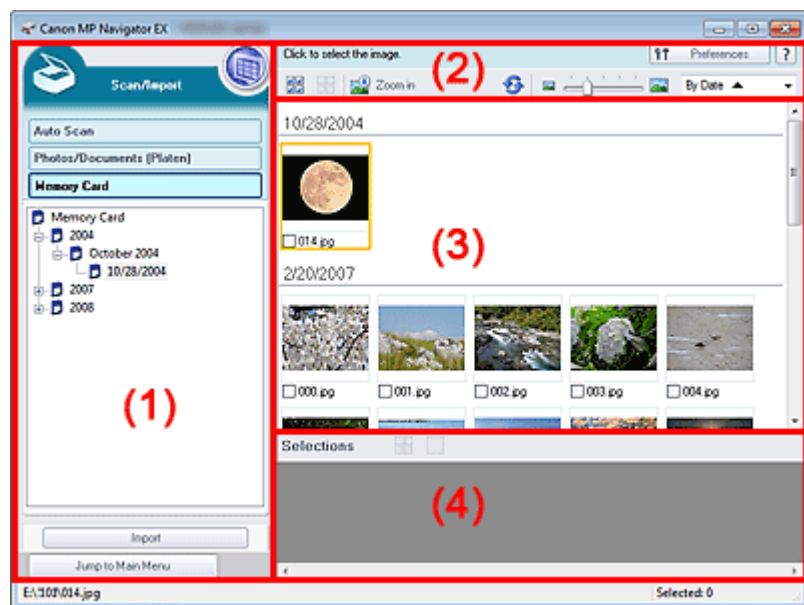 Canon MP Navigator EX
Scan/Import
Auto Scan
Photos/Documents (Platen)
Memory Card
Memory Card
2004
October 2004
10/28/2004
2007
2008
(1)
Import
Jump to Main Menu
Click to select the image.
Preferences
?
Zoom in
(2)
By Date
10/28/2004
014.jpg
(3)
2/20/2007
000.jpg
001.jpg
002.jpg
003.jpg
004.jpg
Selections
(4)
E:\101\014.jpg
Selected: 0